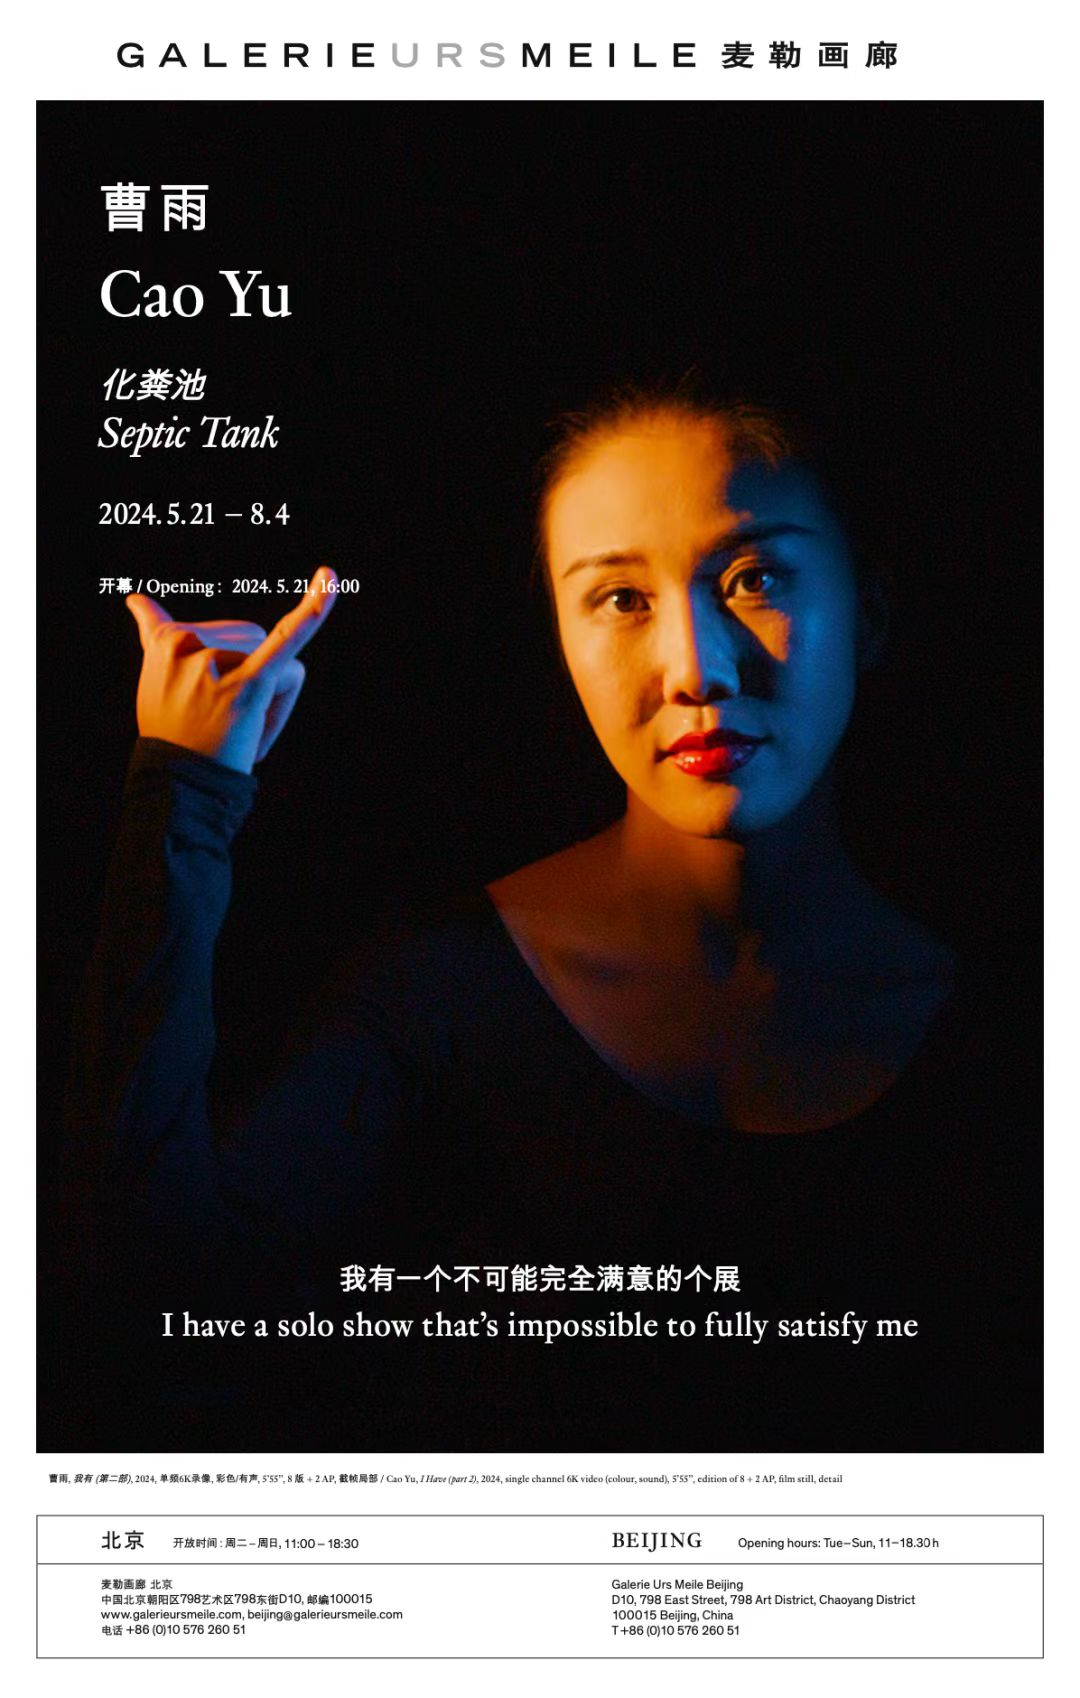 GALERIEURSMEILE 麦勒画廊
曹雨
Cao Yu
化粪池
Septic Tank
2024. 5. 21 – 8. 4
开幕 / Opening : 2024. 5. 21, 16:00
我有一个不可能完全满意的个展
I have a solo show that’s impossible to fully satisfy me
曹雨, 我有 (第二部), 2024, 单频6K录像, 彩色/有声, 5’55”, 8 版 + 2 AP, 截帧局部 / Cao Yu, I Have (part 2), 2024, single channel 6K video (colour, sound), 5’55”, edition of 8 + 2 AP, film still, detail
北京 开放时间 : 周二 – 周日, 11:00 – 18:30
麦勒画廊 北京
中国北京朝阳区798艺术区798东街D10, 邮编100015
www.galerieursmeile.com, beijing@galerieursmeile.com
电话 +86 (0)10 576 260 51
BEIJING Opening hours: Tue–Sun, 11–18.30 h
Galerie Urs Meile Beijing
D10, 798 East Street, 798 Art District, Chaoyang District
100015 Beijing, China
T +86 (0)10 576 260 51